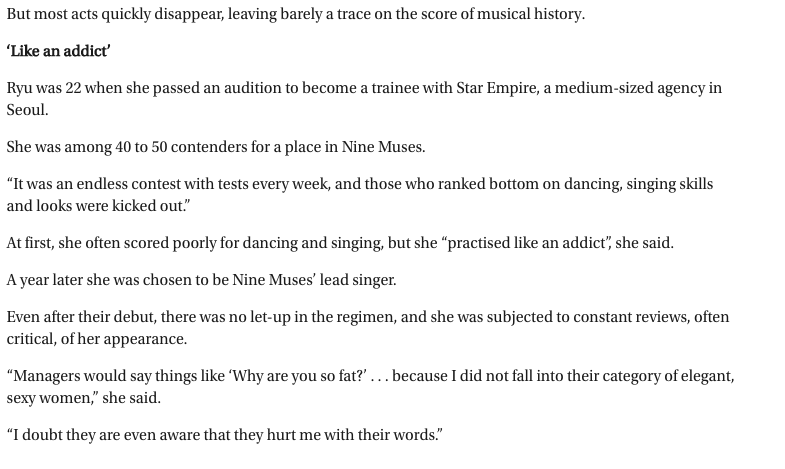 But most acts quickly disappear, leaving barely a trace on the score of musical history.
‘Like an addict’
Ryu was 22 when she passed an audition to become a trainee with Star Empire, a medium-sized agency in
Seoul.
She was among 40 to 50 contenders for a place in Nine Muses.
“It was an endless contest with tests every week, and those who ranked bottom on dancing, singing skills
and looks were kicked out.”
At first, she often scored poorly for dancing and singing, but she “practised like an addict”, she said.
A year later she was chosen to be Nine Muses’ lead singer.
Even after their debut, there was no let-up in the regimen, and she was subjected to constant reviews, often
critical, of her appearance.
“Managers would say things like ‘Why are you so fat?’ . . . because I did not fall into their category of elegant,
sexy women,” she said.
“I doubt they are even aware that they hurt me with their words.”